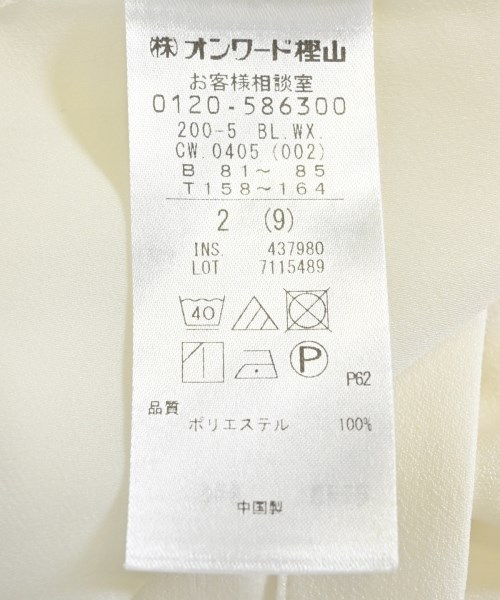 ㈱オンワード樫山
お客様相談室
0120-586300
200-5 BL.WX.
CW.0405 (002)
B 81～ 85
T 158～164
2 (9)
INS. 437980
LOT 7115489
40
P
P62
品質
ポリエステル 100%
中国製